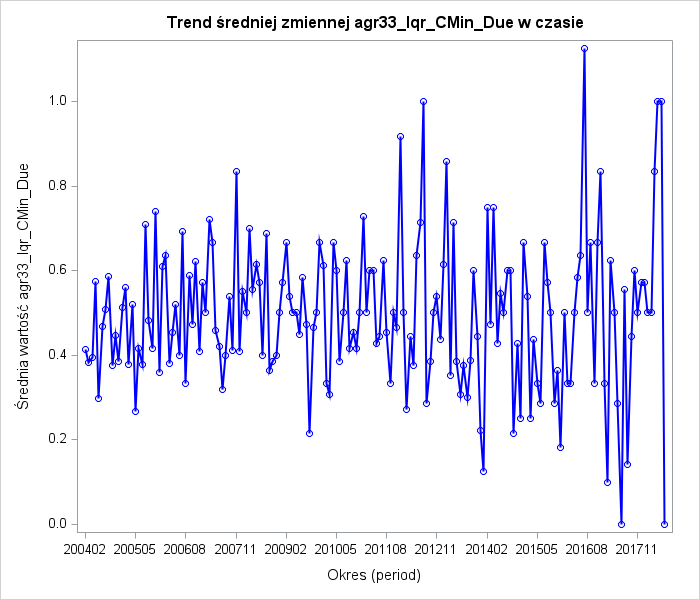 Trend średniej zmiennej agr33_Iqr_CMin_Due w czasie
Średnia wartość agr33_Iqr_CMin_Due
1.0
0.8
0.6
0.4
0.2
0.0
200402 200505 200608 200711 200902 201005 201108 201211 201402 201505 201608 201711
Okres (period)